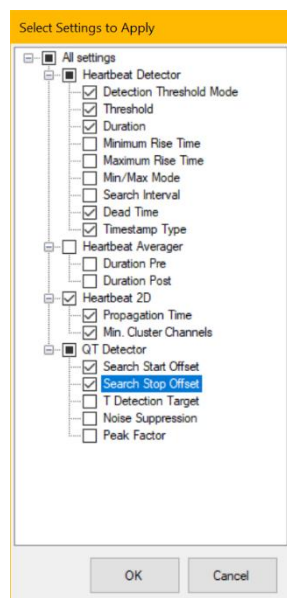 Select Settings to Apply
All settings
Heartbeat Detector
Detection Threshold Mode
Threshold
Duration
Minimum Rise Time
Maximum Rise Time
Min/Max Mode
Search Interval
Dead Time
Timestamp Type
Heartbeat Averager
Duration Pre
Duration Post
Heartbeat 2D
Propagation Time
Min. Cluster Channels
QT Detector
Search Start Offset
Search Stop Offset
T Detection Target
Noise Suppression
Peak Factor
OK Cancel